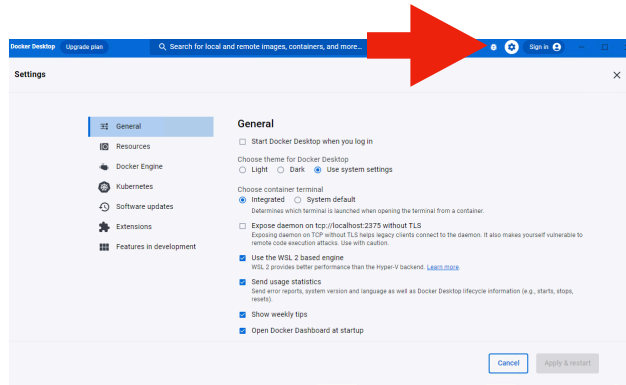 Docker Desktop Upgrade plan Search for local and remote images, containers, and more... Sign in
Settings
General
Resources
Docker Engine
Kubernetes
Software updates
Extensions
Features in development
General
Start Docker Desktop when you log in
Choose theme for Docker Desktop
Light Dark Use system settings
Choose container terminal
Integrated System default
Determines which terminal is launched when opening the terminal from a container.
Expose daemon on tcp://localhost:2375 without TLS
Exposing daemon on TCP without TLS helps legacy clients connect to the daemon. It also makes yourself vulnerable to
remote code execution attacks. Use with caution.
Use the WSL 2 based engine
WSL 2 provides better performance than the Hyper-V backend. Learn more.
Send usage statistics
Send error reports, system version and language as well as Docker Desktop lifecycle information (e.g., starts, stops,
resets).
Show weekly tips
Open Docker Dashboard at startup
Cancel Apply & restart